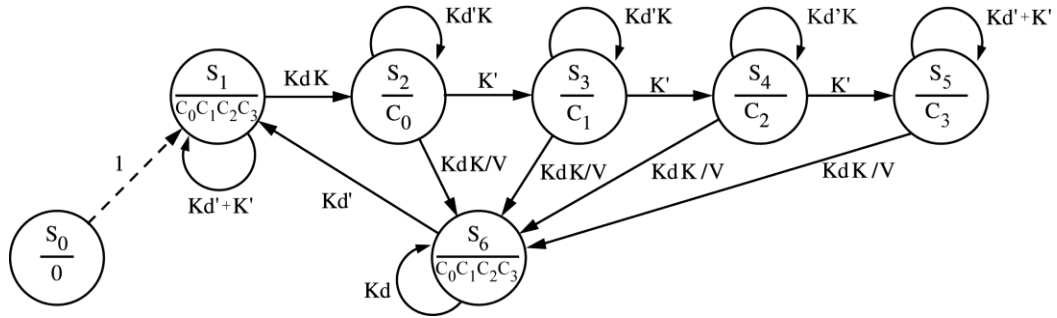 Kd'K
Kd'K
Kd'K
Kd'+K'
S1
C0C1C2C3
KdK
S2
C0
K'
S3
C1
K'
S4
C2
K'
S5
C3
1
Kd'+K'
Kd'
KdK/V
KdK/V
KdK/V
KdK/V
S0
0
S6
C0C1C2C3
Kd